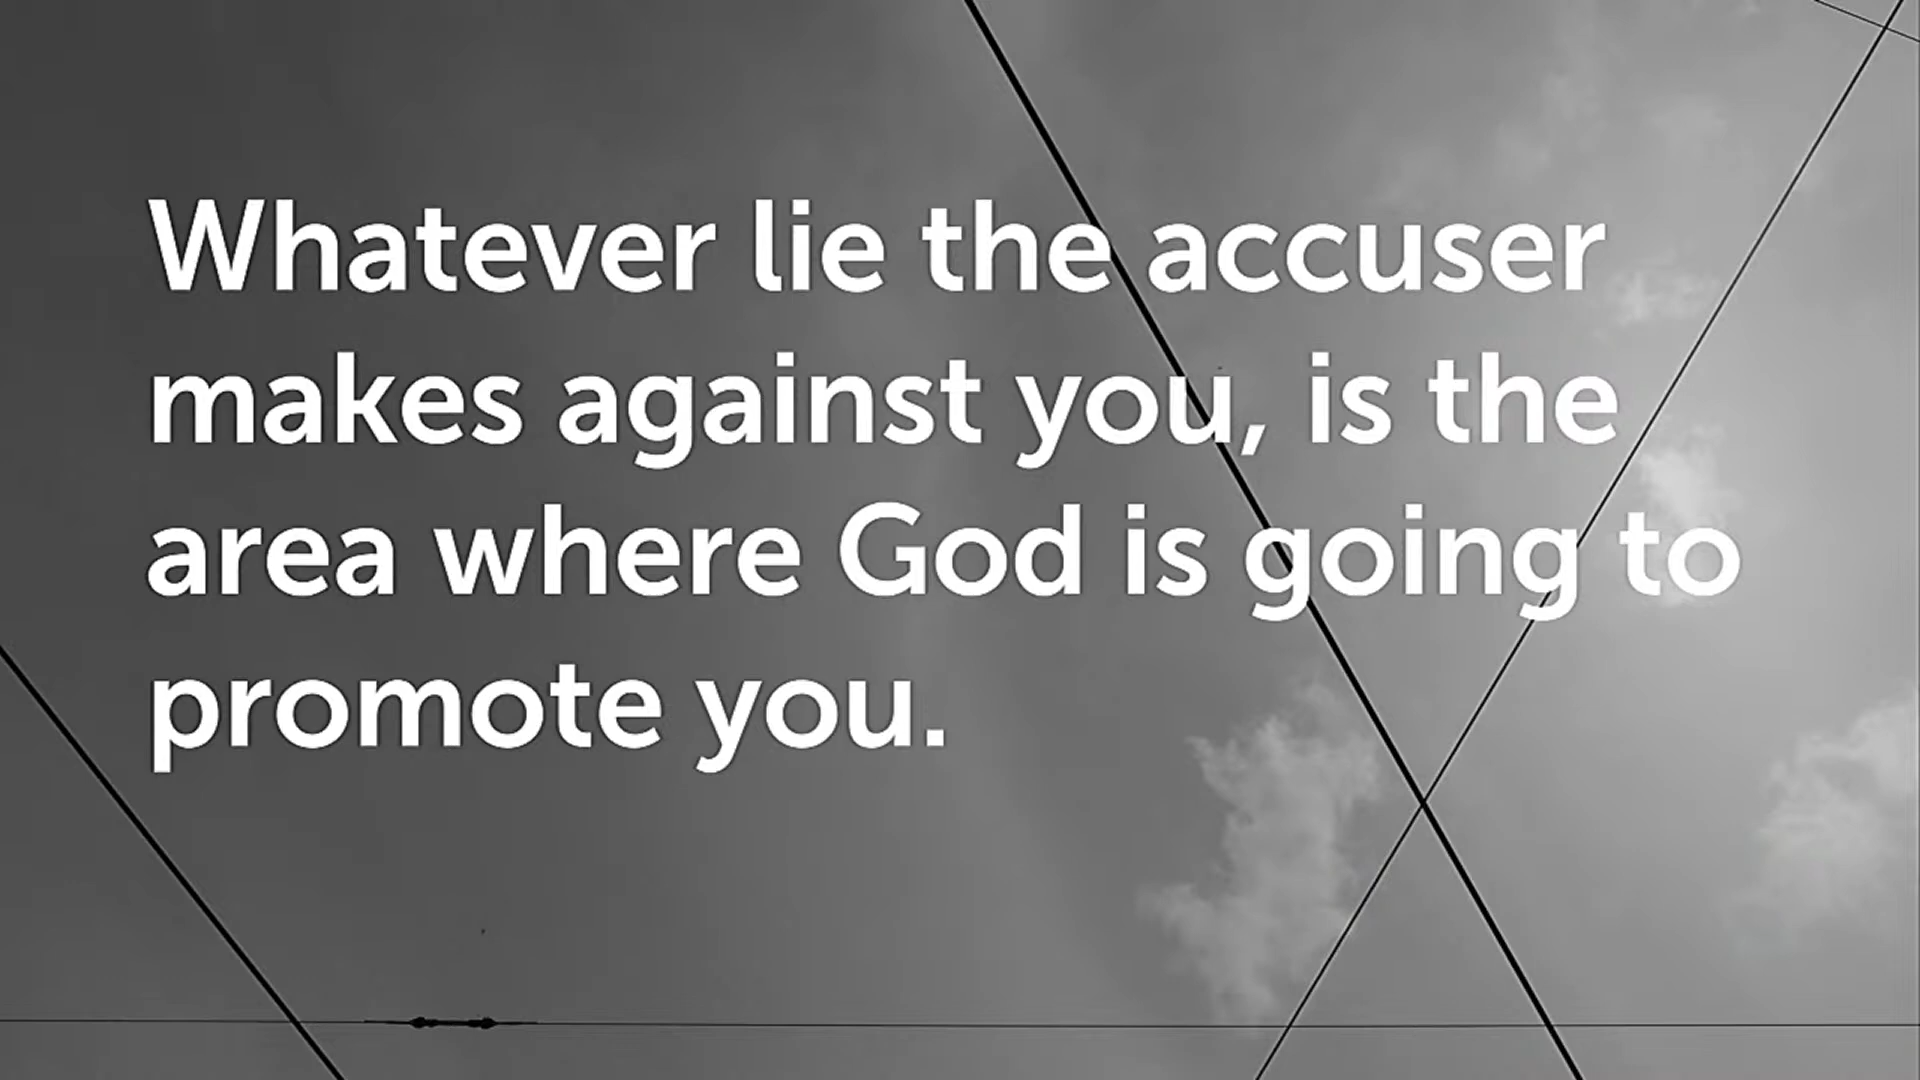 Whatever lie the accuser
makes against you, is the
area where God is going to
promote you.